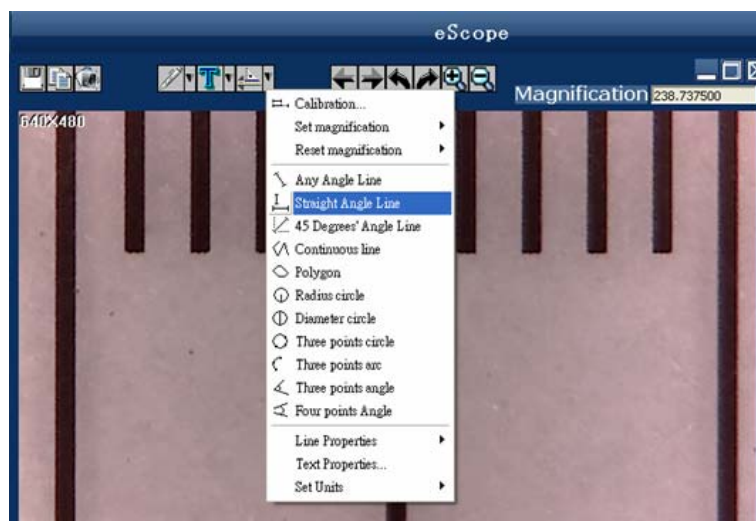 eScope
T
Magnification 238.737500
640X480
Calibration...
Set magnification
Reset magnification
Any Angle Line
Straight Angle Line
45 Degrees' Angle Line
Continuous line
Polygon
Radius circle
Diameter circle
Three points circle
Three points arc
Three points angle
Four points Angle
Line Properties
Text Properties...
Set Units